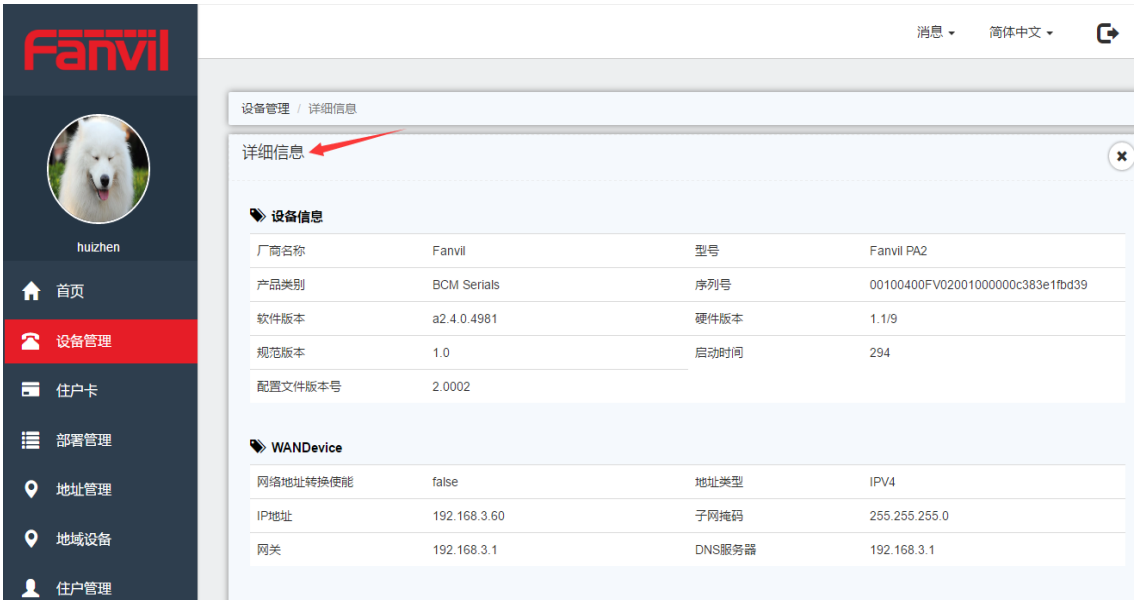 Fanvil
消息
简体中文
huizhen
首页
设备管理
住户卡
部署管理
地址管理
地域设备
住户管理
设备管理 / 详细信息
详细信息
设备信息
厂商名称 Fanvil 型号 Fanvil PA2
产品类别 BCM Serials 序列号 00100400FV02001000000c383e1fbd39
软件版本 a2.4.0.4981 硬件版本 1.1/9
规范版本 1.0 启动时间 294
配置文件版本号 2.0002
WANDevice
网络地址转换使能 false 地址类型 IPV4
IP地址 192.168.3.60 子网掩码 255.255.255.0
网关 192.168.3.1 DNS服务器 192.168.3.1